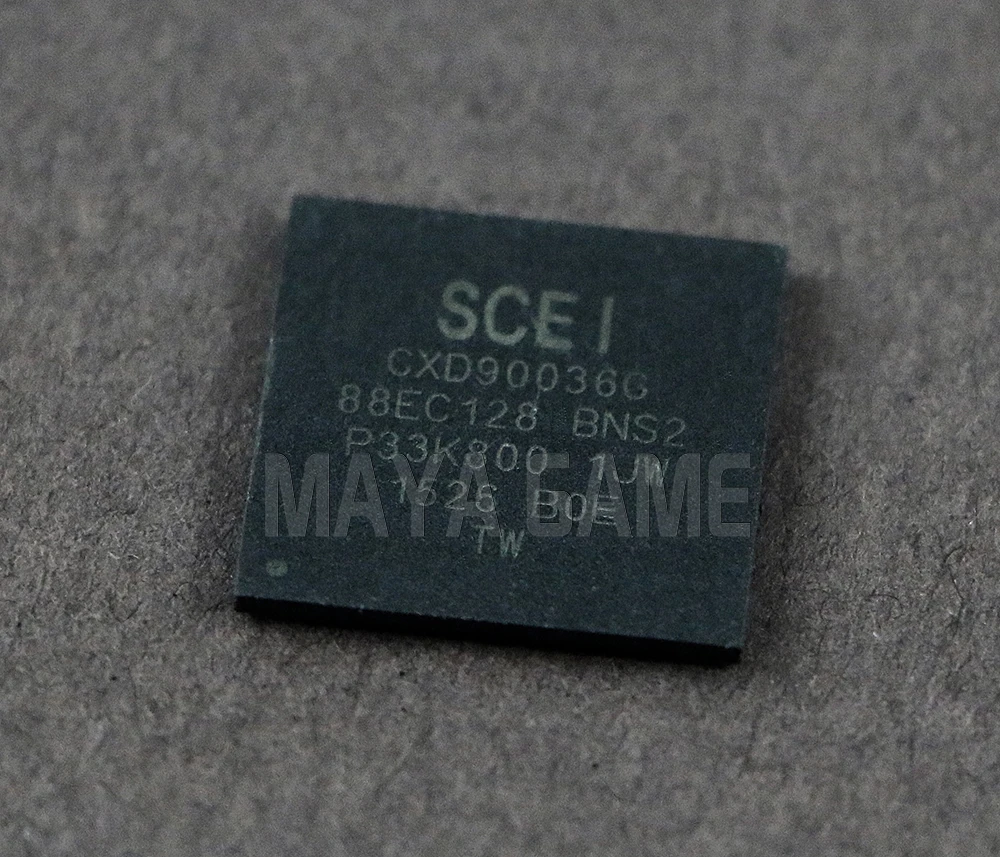 SCEI
CXD90036G
88EC128 BNS2
P33K800 1JW
1526 B0E
TW
MAYA GAME